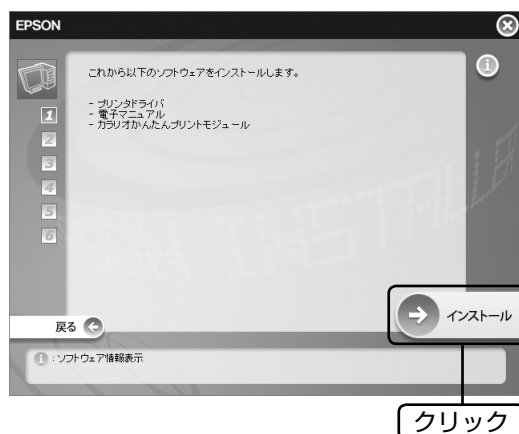 EPSON
これから以下のソフトウェアをインストールします。
- プリンタドライバ
- 電子マニュアル
- カラリオかんたんプリントモジュール
1
2
3
4
5
6
EPSON INSTALLER
インストール
戻る
i : ソフトウェア情報表示
クリック